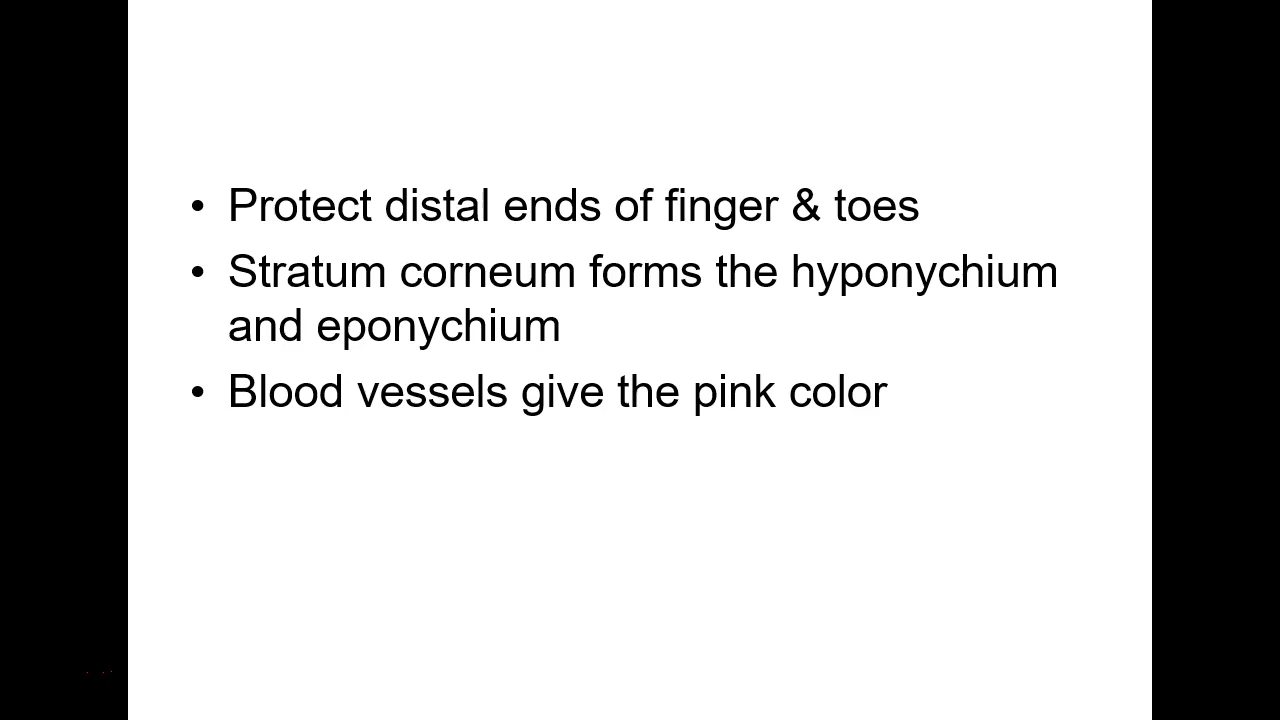 • Protect distal ends of finger & toes
• Stratum corneum forms the hyponychium
and eponychium
• Blood vessels give the pink color